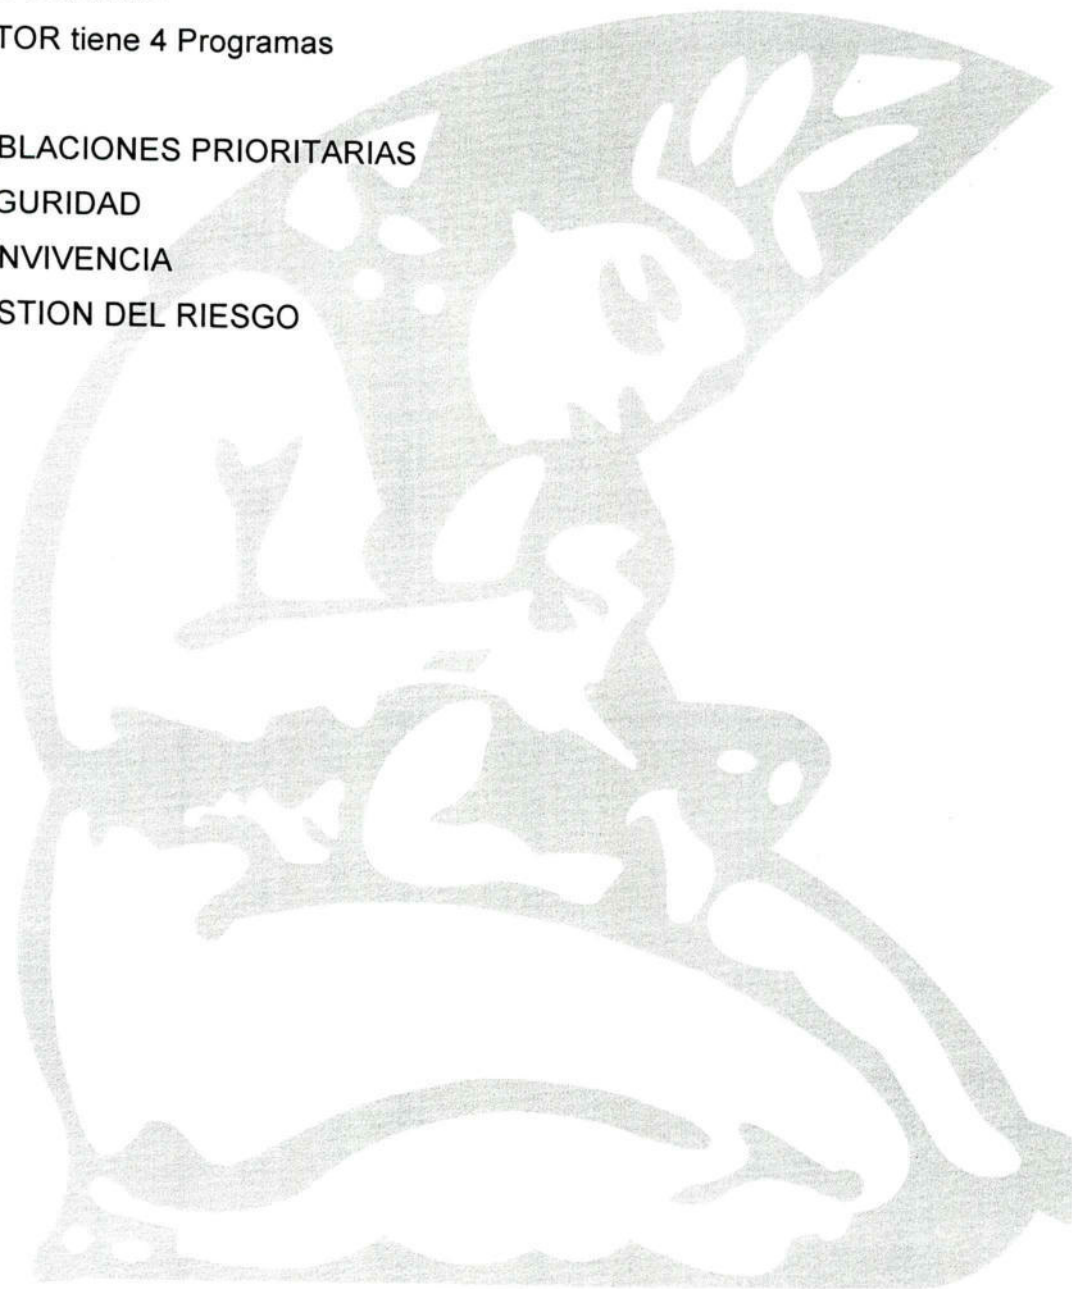 TOR tiene 4 Programas
BLACIONES PRIORITARIAS
GURIDAD
NVIVENCIA
STION DEL RIESGO